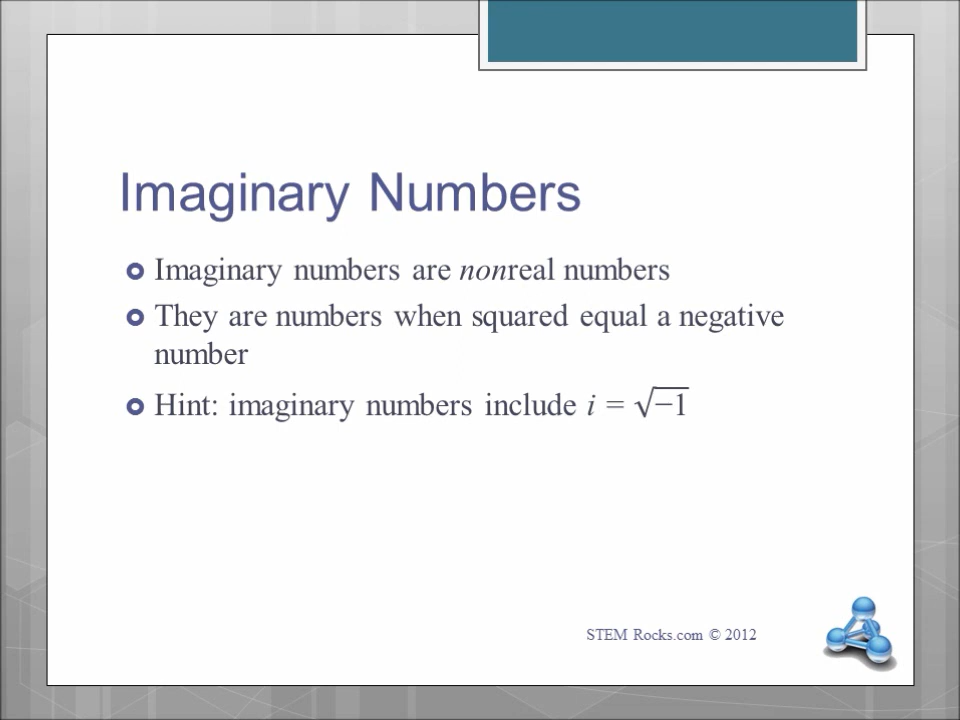 Imaginary Numbers
Imaginary numbers are nonreal numbers
They are numbers when squared equal a negative
number
Hint: imaginary numbers include i = √−1
STEM Rocks.com © 2012